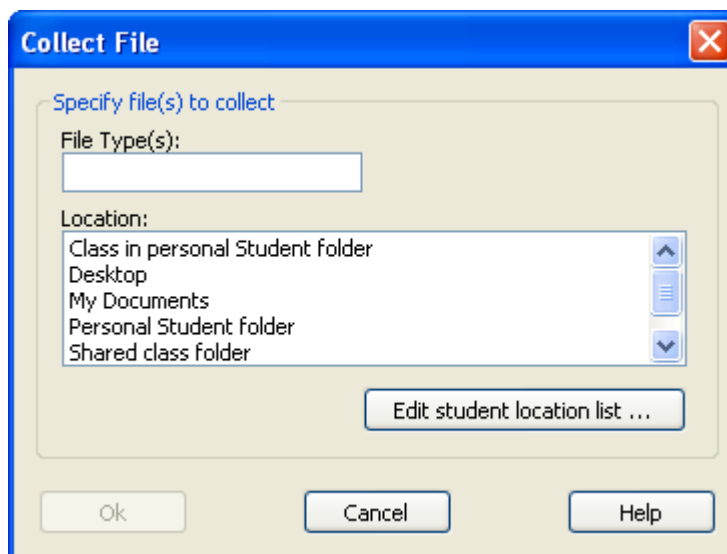 Collect File
Specify file(s) to collect
File Type(s):
Location:
Class in personal Student folder
Desktop
My Documents
Personal Student folder
Shared class folder
Edit student location list ...
Ok
Cancel
Help